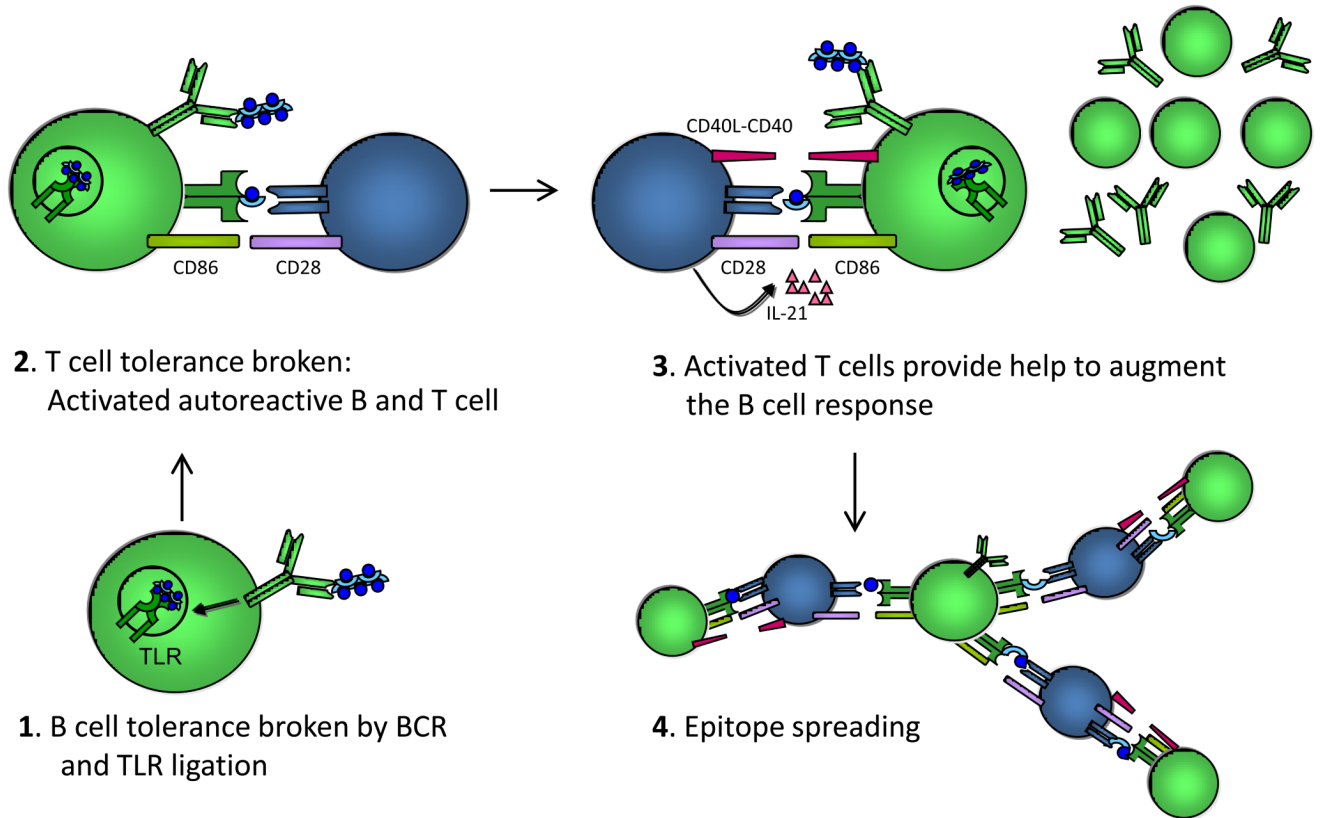 CD86
CD28
2. T cell tolerance broken:
Activated autoreactive B and T cell
CD40L-CD40
CD28
CD86
IL-21
3. Activated T cells provide help to augment
the B cell response
TLR
1. B cell tolerance broken by BCR
and TLR ligation
4. Epitope spreading